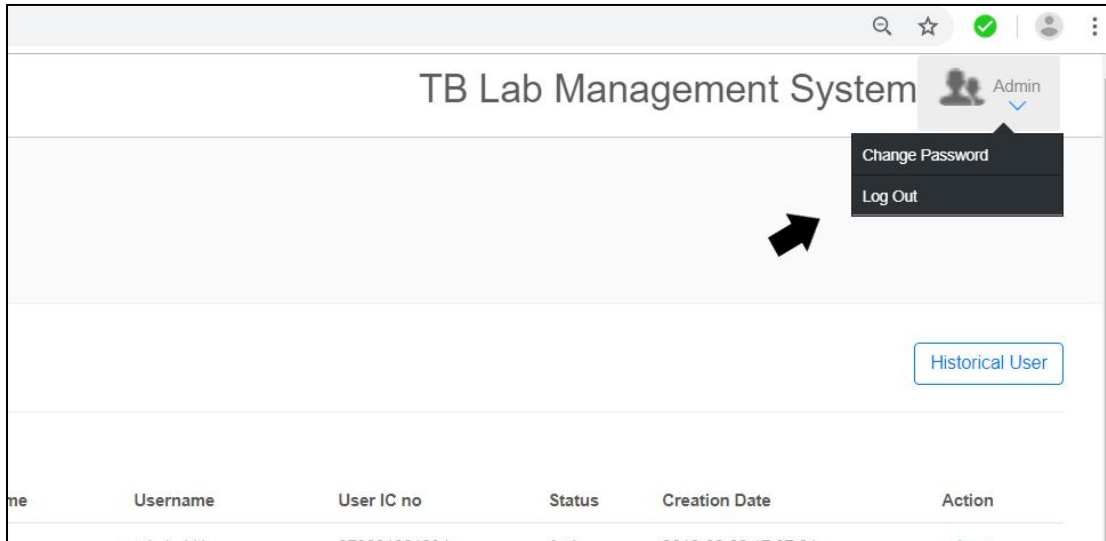 TB Lab Management System
Admin
Change Password
Log Out
Historical User
me Username User IC no Status Creation Date Action